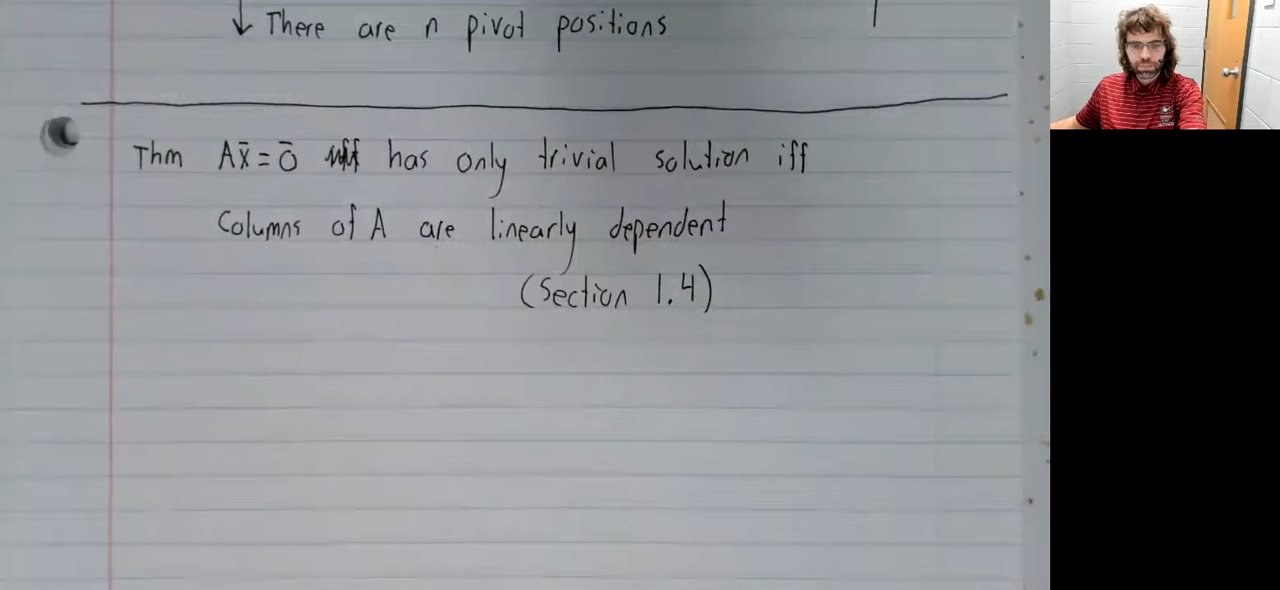 ↓ There are n pivot positions
Thm Ax̄ = 0̄ has only trivial solution iff
Columns of A are linearly dependent
(Section 1.4)